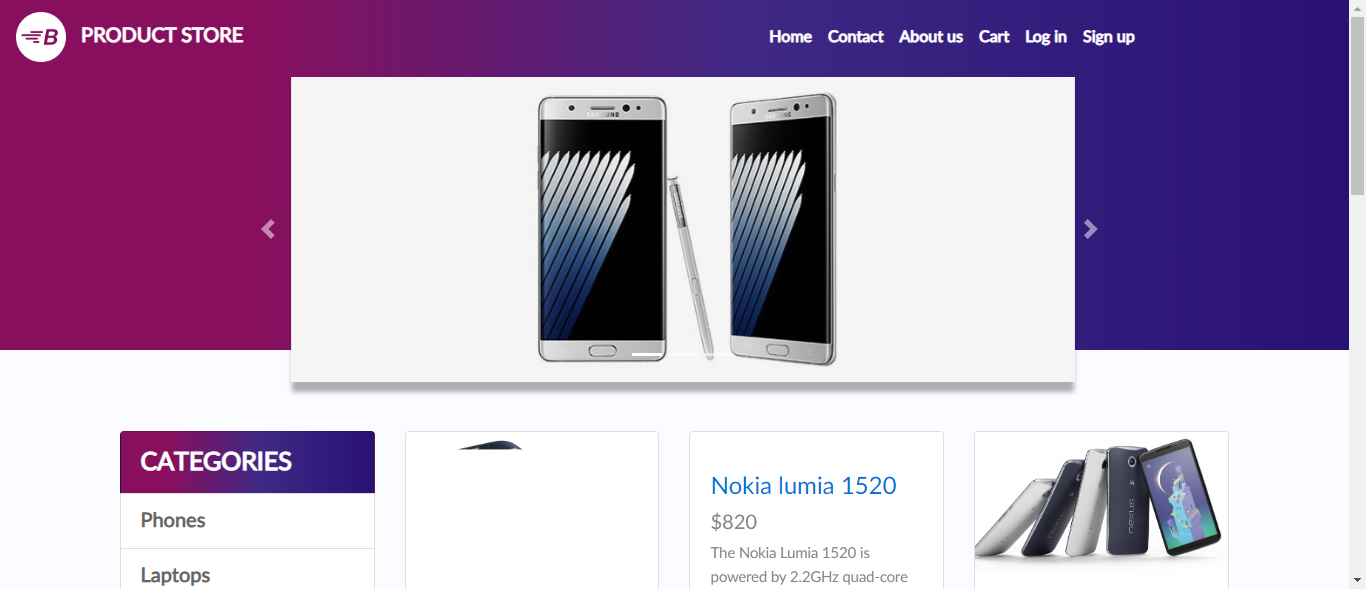 B PRODUCT STORE
Home Contact About us Cart Log in Sign up
SAMSUNG SAMSUNG
CATEGORIES
Phones
Laptops
Nokia lumia 1520
$820
The Nokia Lumia 1520 is
powered by 2.2GHz quad-core
nexus